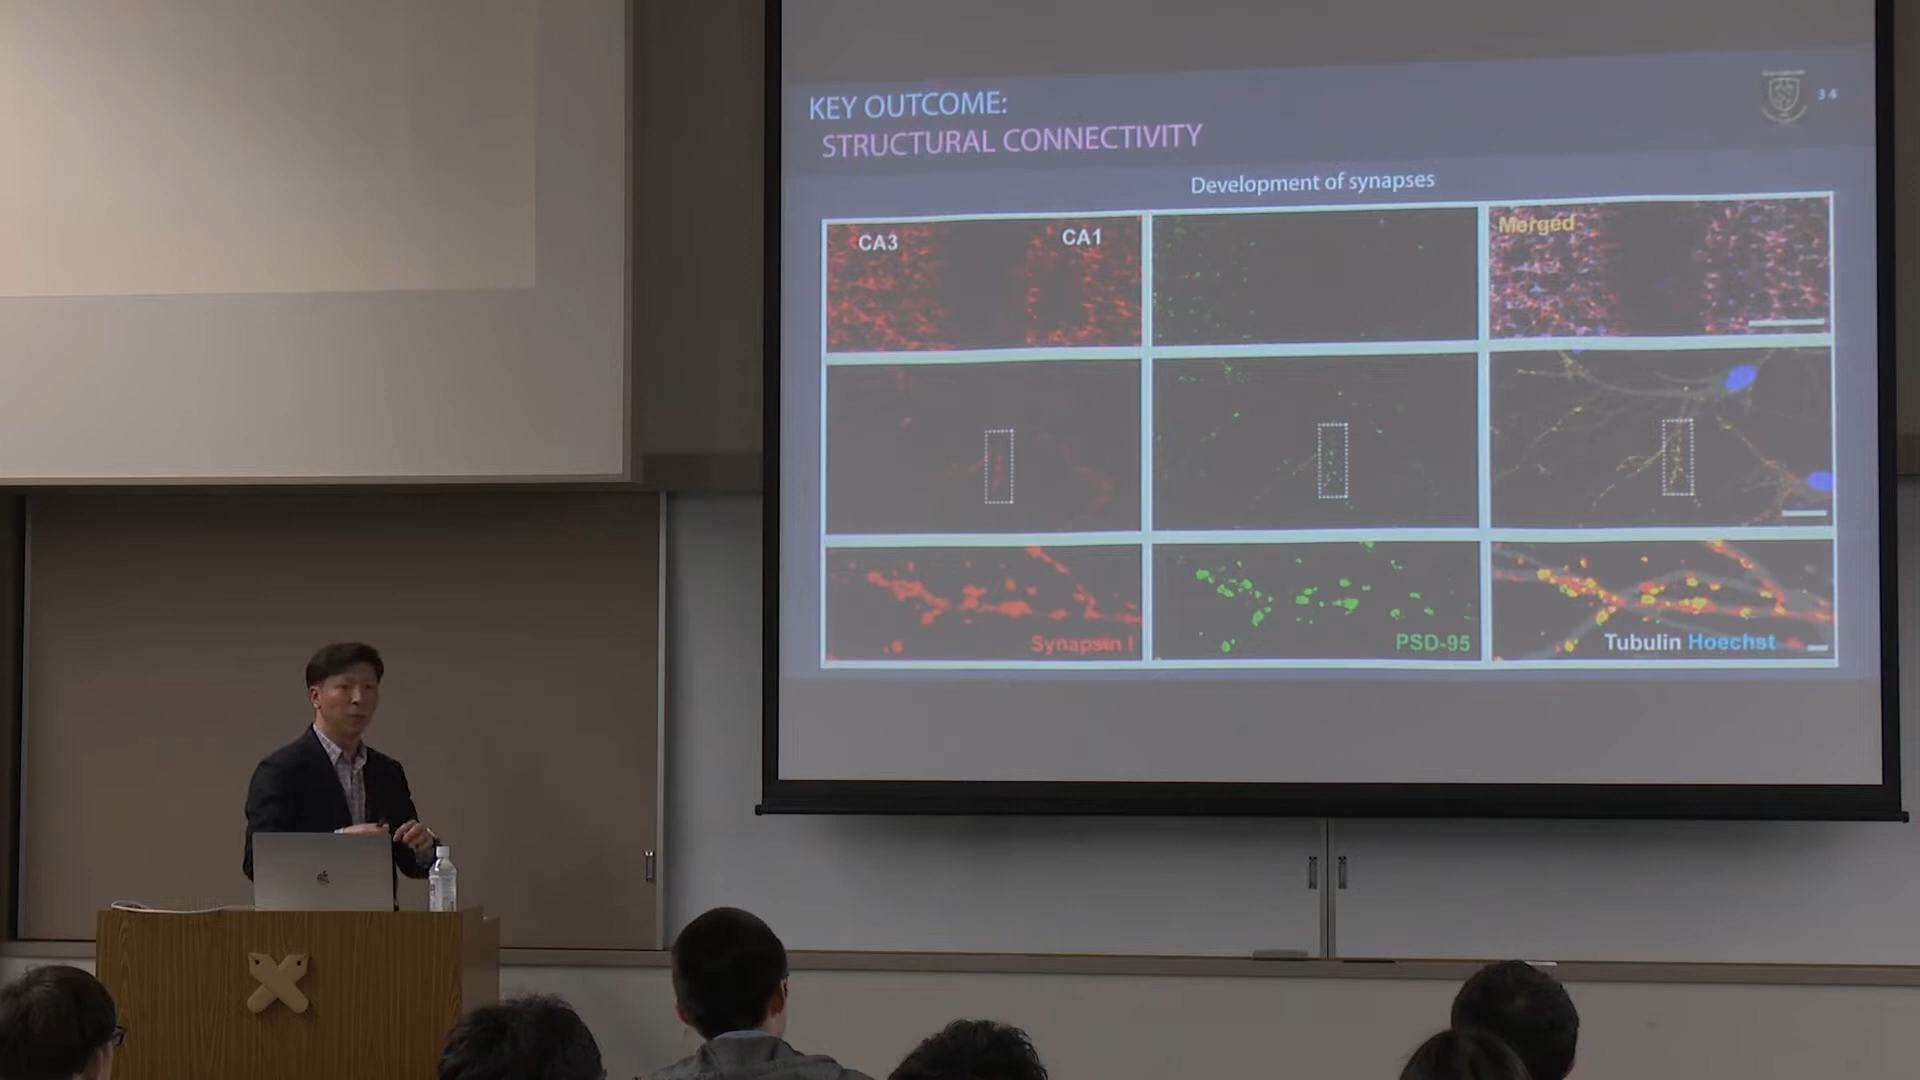 KEY OUTCOME:
STRUCTURAL CONNECTIVITY
34
Development of synapses
CA3
CA1
Merged
Synapsin I
PSD-95
Tubulin Hoechst